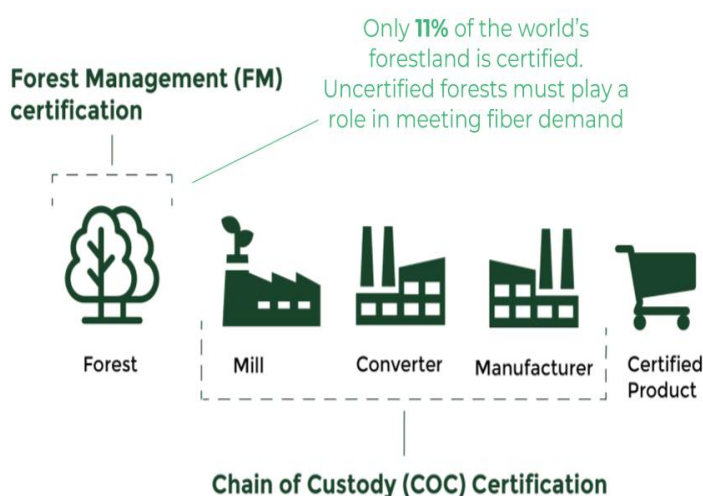 Only 11% of the world's
forestland is certified.
Uncertified forests must play a
role in meeting fiber demand
Forest Management (FM)
certification
Forest
Mill
Converter
Manufacturer
Certified
Product
Chain of Custody (COC) Certification